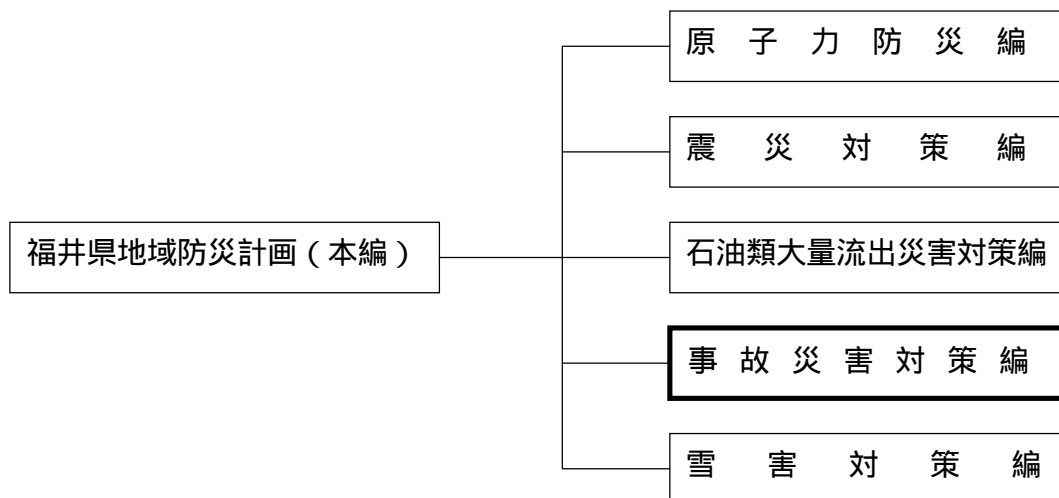 原子力防災編
震災対策編
福井県地域防災計画（本編）
石油類大量流出災害対策編
事故災害対策編
雪害対策編